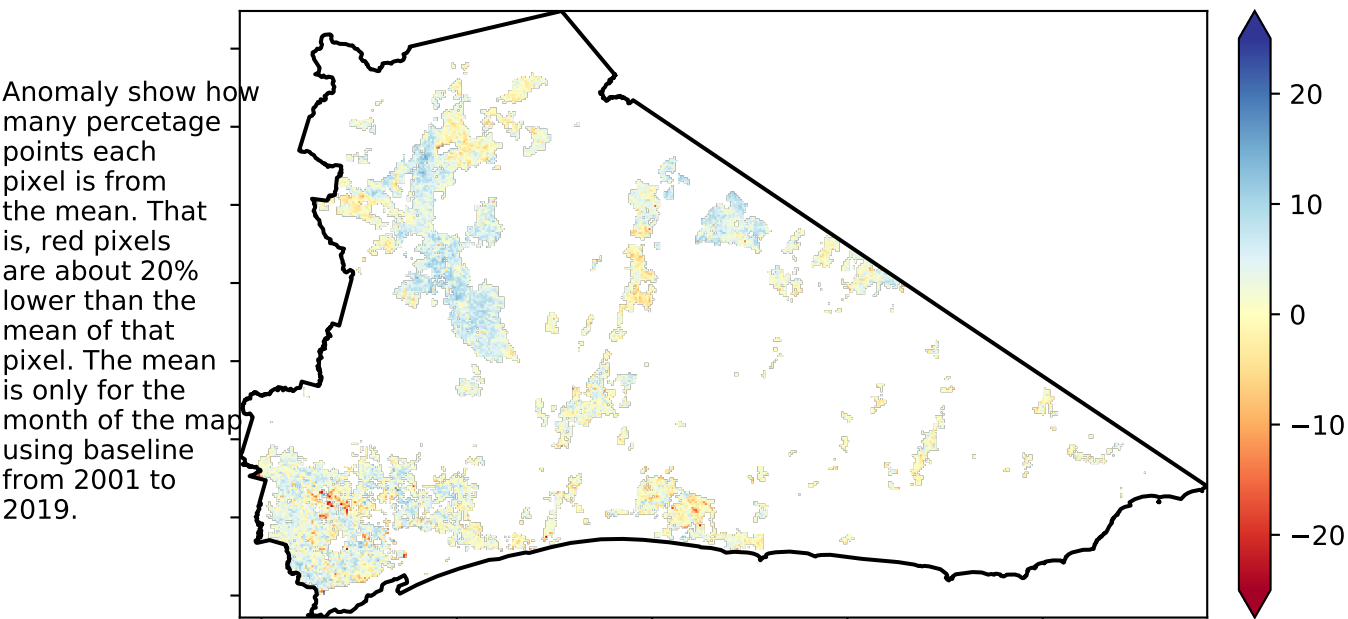 Anomaly show how
many percetage
points each
pixel is from
the mean. That
is, red pixels
are about 20%
lower than the
mean of that
pixel. The mean
is only for the
month of the map
using baseline
from 2001 to
2019.
20
10
0
−10
−20